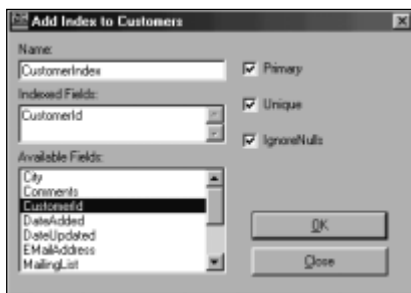 Add Index to Customers
Name:
CustomerIndex
Primary
Indexed Fields:
CustomerId
Unique
IgnoreNulls
Available Fields:
City
Comments
CustomerId
DateAdded
DateUpdated
EMailAddress
MailingList
OK
Close